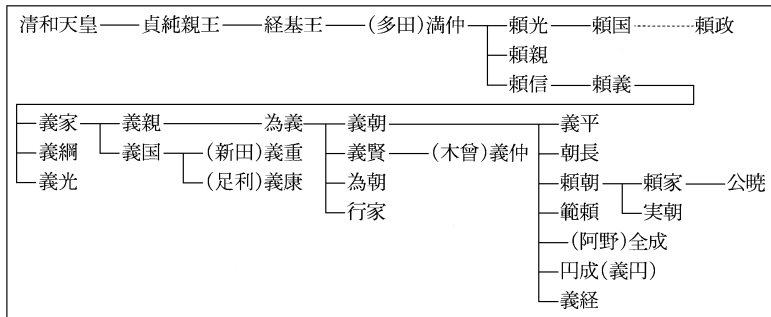 清和天皇 貞純親王 経基王 (多田)満仲 頼光 頼国 頼政
頼親
頼信 頼義
義家 義親 為義 義朝 義平
義綱 義国 (新田)義重 義賢 (木曾)義仲 朝長
義光 (足利)義康 為朝 頼朝 頼家 公暁
行家 範頼 実朝
(阿野)全成
円成(義円)
義経